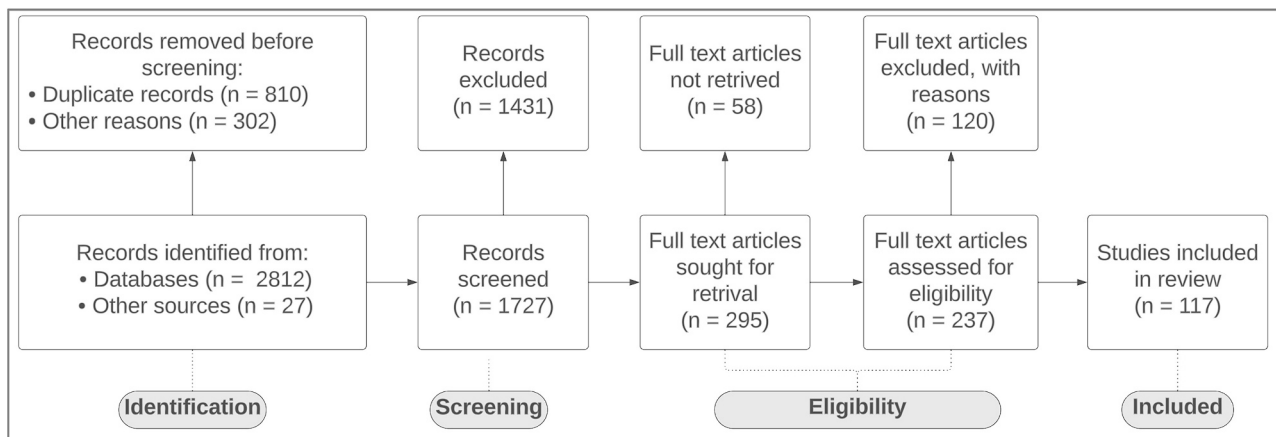 Records removed before
screening:
• Duplicate records (n = 810)
• Other reasons (n = 302)
Records
excluded
(n = 1431)
Full text articles
not retrived
(n = 58)
Full text articles
excluded, with
reasons
(n = 120)
Records identified from:
• Databases (n =  2812)
• Other sources (n = 27)
Records
screened
(n = 1727)
Full text articles
sought for
retrival
(n = 295)
Full text articles
assessed for
eligibility
(n = 237)
Studies included
in review
(n = 117)
Identification
Screening
Eligibility
Included